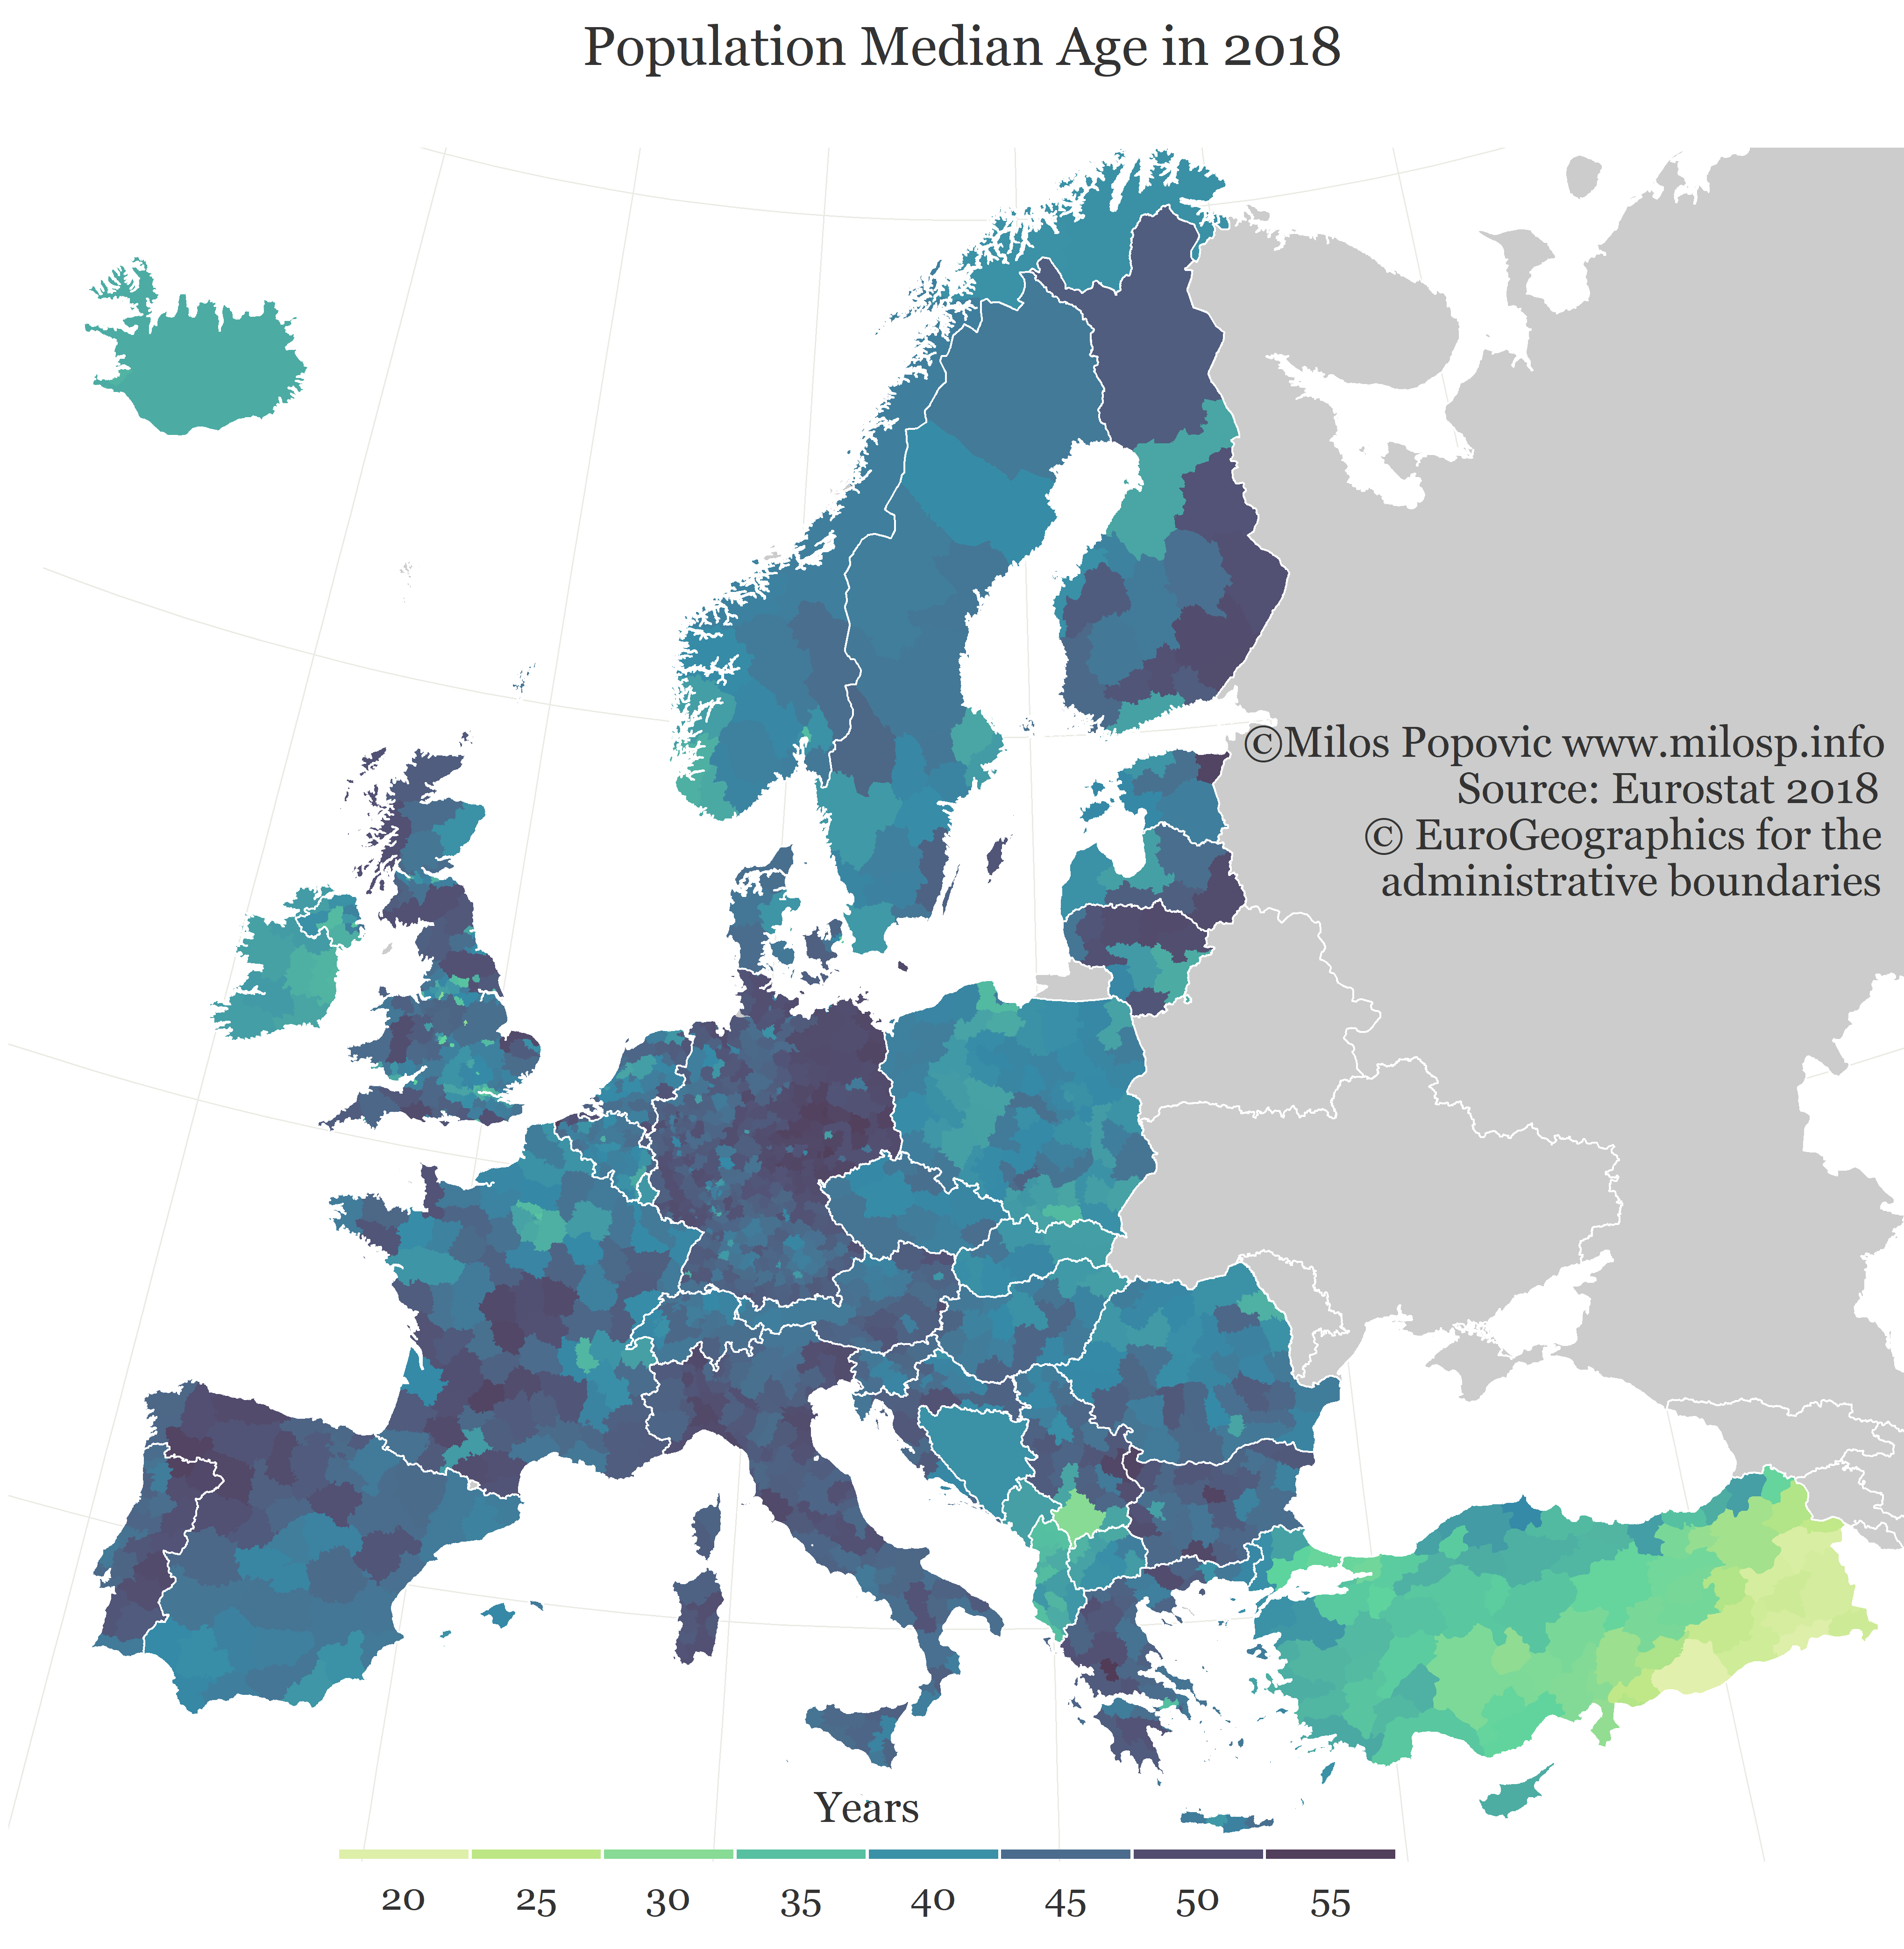 Population Median Age in 2018
©Milos Popovic www.milosp.info
Source: Eurostat 2018
© EuroGeographics for the
administrative boundaries
Years
20 25 30 35 40 45 50 55